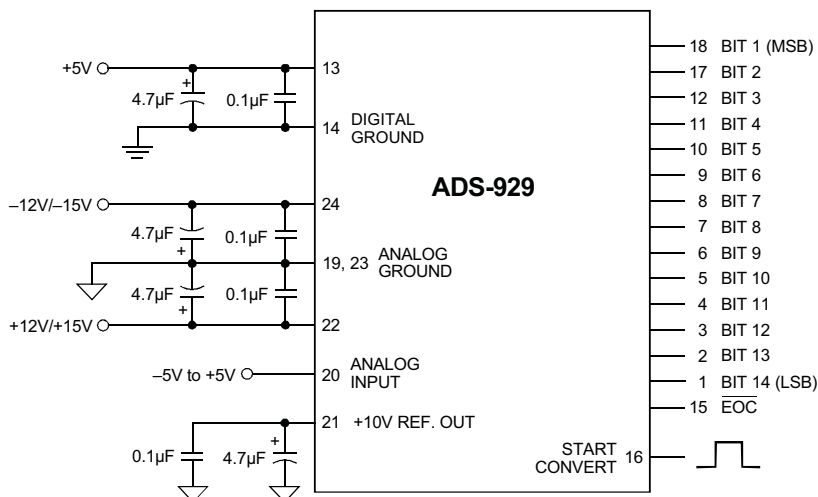 +5V
+
4.7µF
0.1µF
13
14 DIGITAL
GROUND
–12V/–15V
24
4.7µF
+
0.1µF
19, 23 ANALOG
GROUND
4.7µF
+
0.1µF
+12V/+15V
22
–5V to +5V
20 ANALOG
INPUT
21 +10V REF. OUT
0.1µF
4.7µF
+
ADS-929
18 BIT 1 (MSB)
17 BIT 2
12 BIT 3
11 BIT 4
10 BIT 5
9 BIT 6
8 BIT 7
7 BIT 8
6 BIT 9
5 BIT 10
4 BIT 11
3 BIT 12
2 BIT 13
1 BIT 14 (LSB)
15 EOC
START
CONVERT 16